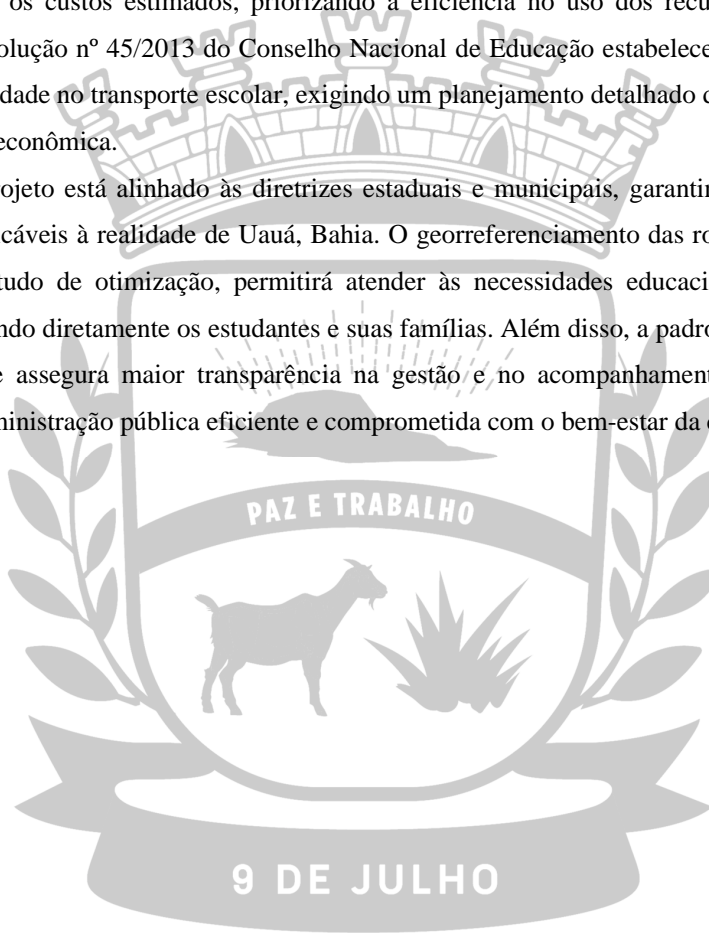 os custos estimados, priorizando a eficiência no uso dos recu
olução nº 45/2013 do Conselho Nacional de Educação estabelece
dade no transporte escolar, exigindo um planejamento detalhado
econômica.
ojeto está alinhado às diretrizes estaduais e municipais, garanti
icáveis à realidade de Uauá, Bahia. O georreferenciamento das ro
tudo de otimização, permitirá atender às necessidades educaci
ndo diretamente os estudantes e suas famílias. Além disso, a padro
e assegura maior transparência na gestão e no acompanhament
ministração pública eficiente e comprometida com o bem-estar da
PAZ E TRABALHO
9 DE JULHO